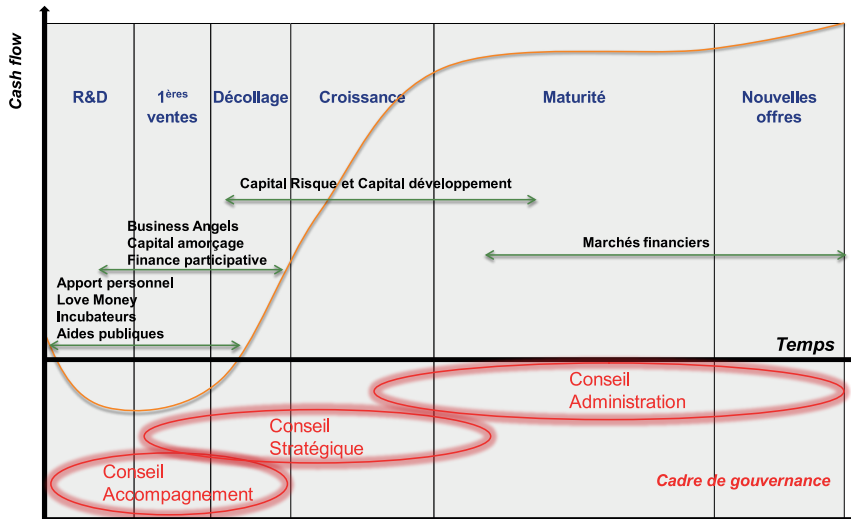 Cash flow
R&D
1ères
ventes
Décollage
Croissance
Maturité
Nouvelles
offres
Capital Risque et Capital développement
Business Angels
Capital amorçage
Finance participative
Marchés financiers
Apport personnel
Love Money
Incubateurs
Aides publiques
Temps
Conseil
Administration
Conseil
Stratégique
Conseil
Accompagnement
Cadre de gouvernance